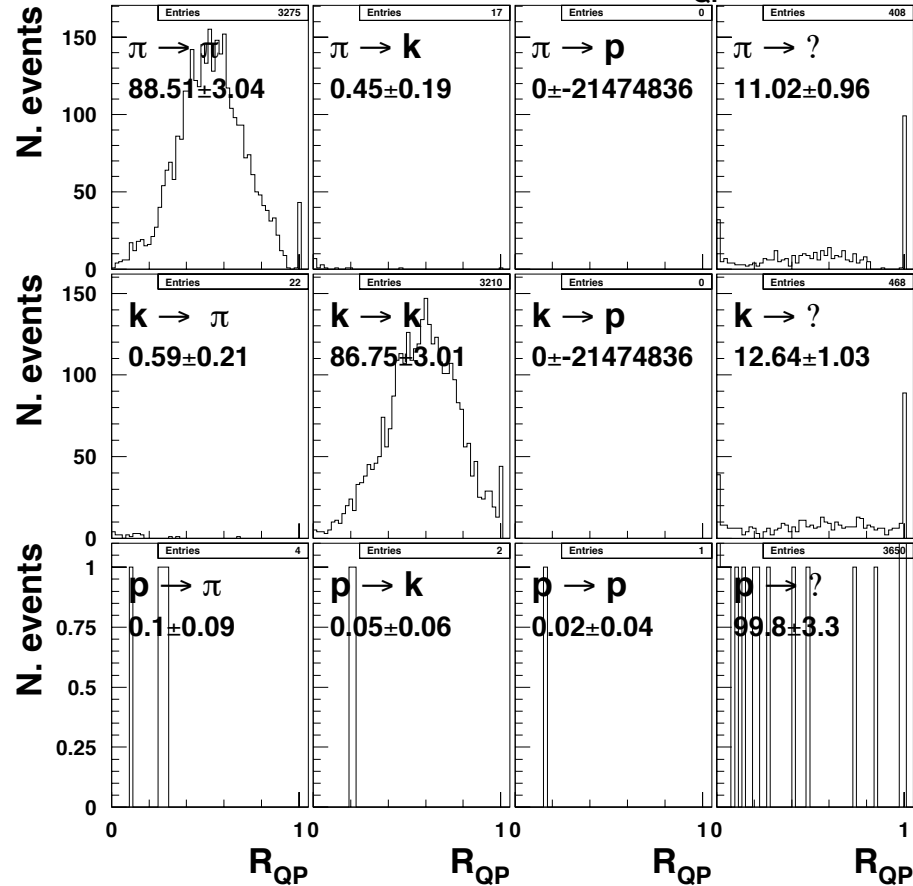 Entries 3275 Entries 17 Entries 0 Entries 408
N. events 150 100 50 0
π → π π → k π → p π → ?
88.51±3.04 0.45±0.19 0±-21474836 11.02±0.96
Entries 22 Entries 3210 Entries 0 Entries 468
N. events 150 100 50 0
k → π k → k k → p k → ?
0.59±0.21 86.75±3.01 0±-21474836 12.64±1.03
Entries 4 Entries 2 Entries 1 Entries 3650
N. events 1 0.75 0.5 0.25 0
p → π p → k p → p p → ?
0.1±0.09 0.05±0.06 0.02±0.04 99.8±3.3
0 10 10 10 1
R_QP R_QP R_QP R_QP